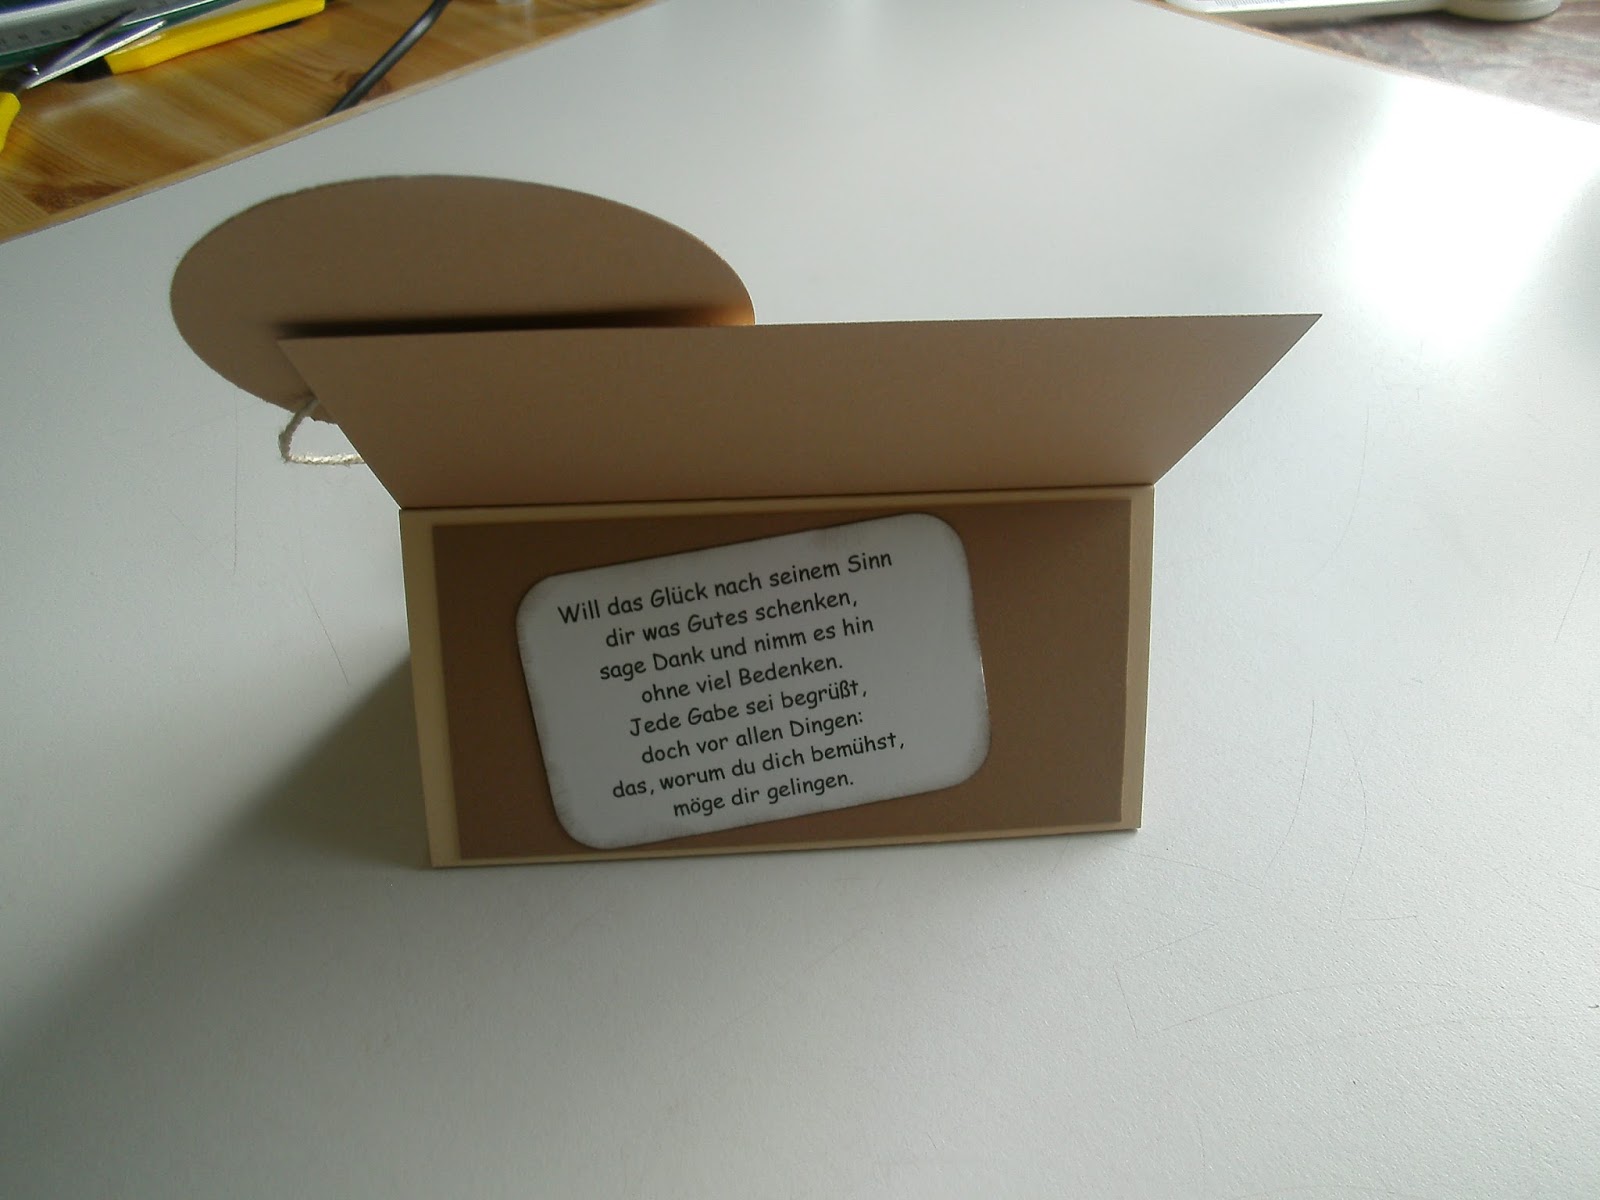 Will das Glück nach seinem Sinn
dir was Gutes schenken,
sage Dank und nimm es hin
ohne viel Bedenken.
Jede Gabe sei begrüßt,
doch vor allen Dingen:
das, worum du dich bemühst,
möge dir gelingen.